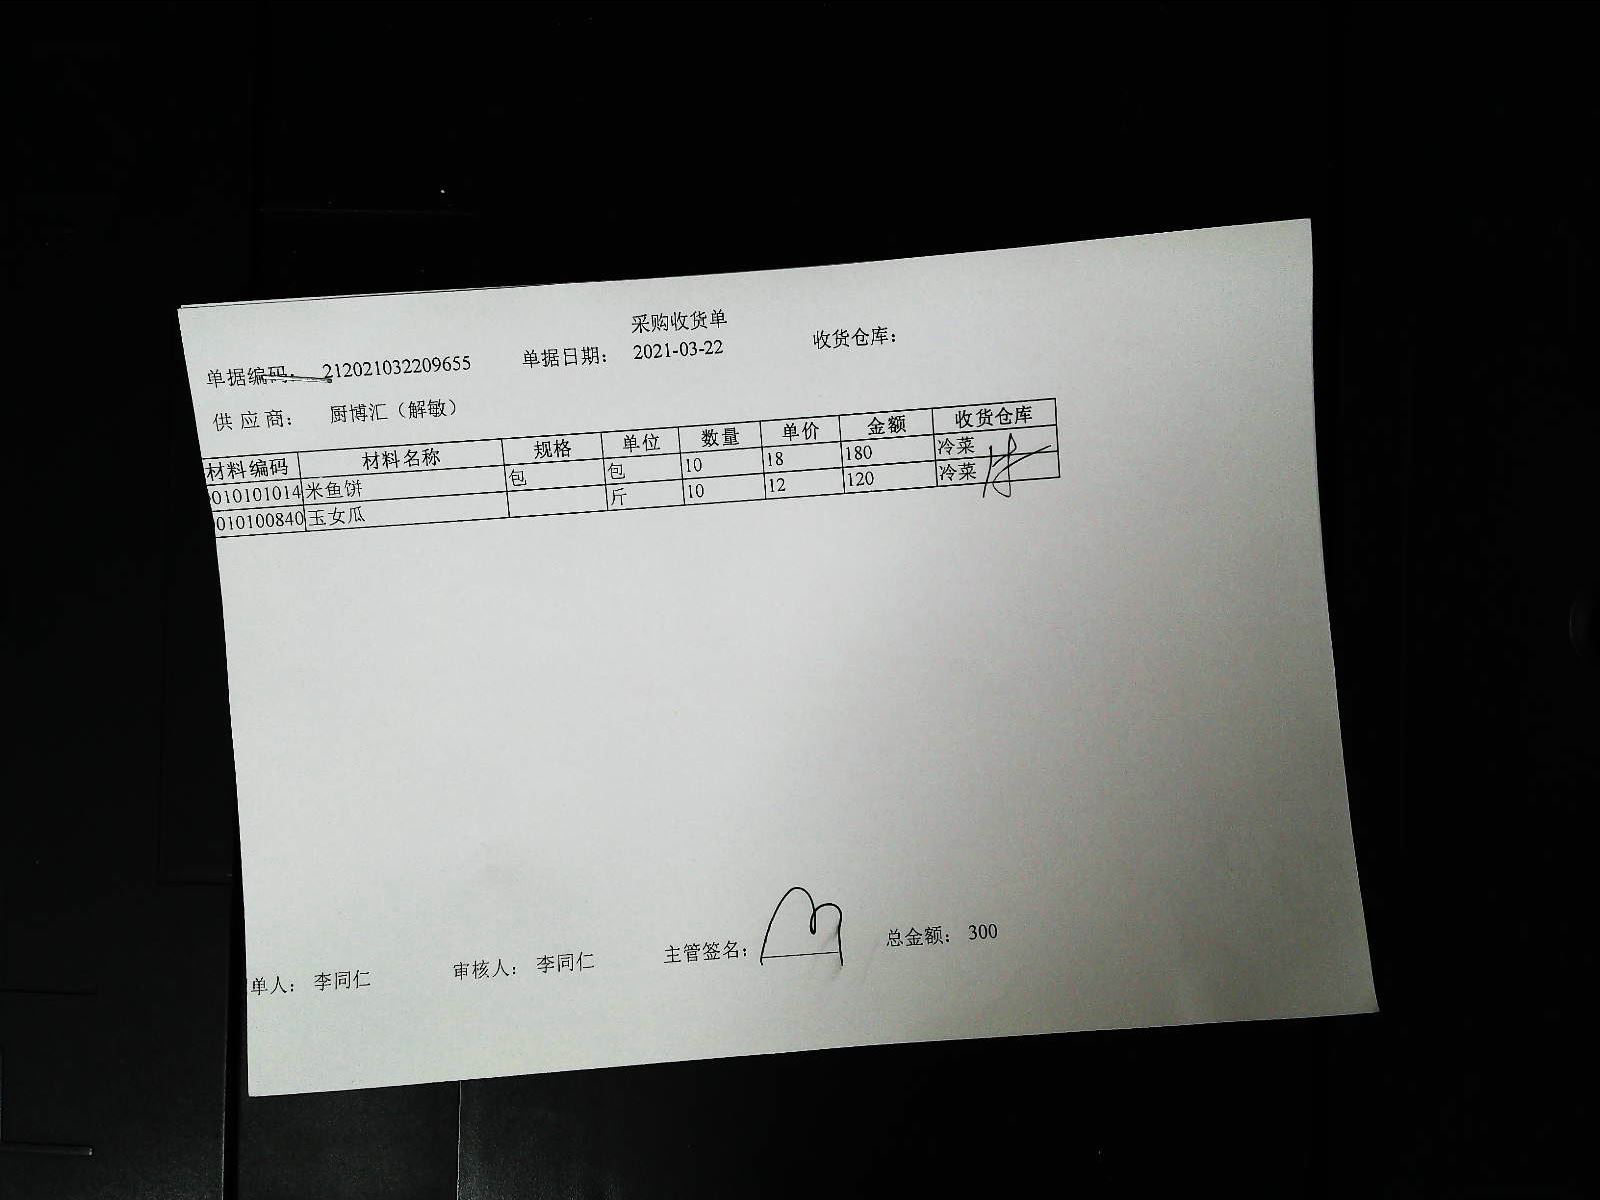 采购收货单
单据编码： 212021032209655 单据日期： 2021-03-22 收货仓库：
供 应 商： 厨博汇（解敏）
材料编码 材料名称 规格 单位 数量 单价 金额 收货仓库
010101014 米鱼饼 包 包 10 18 180 冷菜
010100840 玉女瓜 斤 10 12 120 冷菜
单人： 李同仁 审核人： 李同仁 主管签名： 总金额： 300